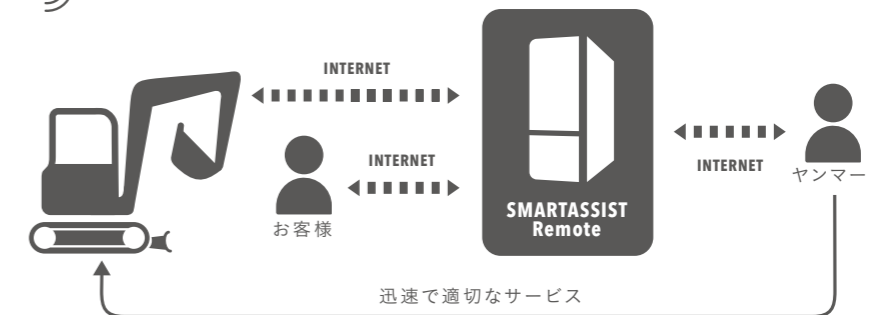 INTERNET
INTERNET
お客様
SMARTASSIST
Remote
INTERNET
ヤンマー
迅速で適切なサービス